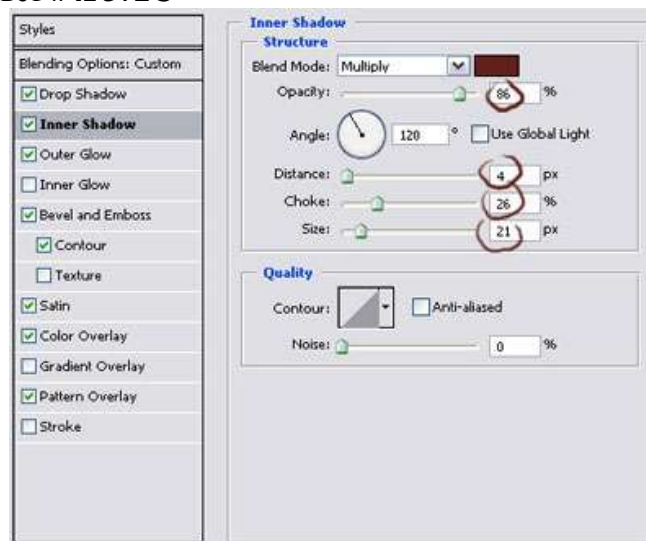 Styles
Blending Options: Custom
Drop Shadow
Inner Shadow
Outer Glow
Inner Glow
Bevel and Emboss
Contour
Texture
Satin
Color Overlay
Gradient Overlay
Pattern Overlay
Stroke
Inner Shadow
Structure
Blend Mode: Multiply
Opacity: 86 %
Angle: 120 ° Use Global Light
Distance: 4 px
Choke: 26 %
Size: 21 px
Quality
Contour: Anti-aliased
Noise: 0 %